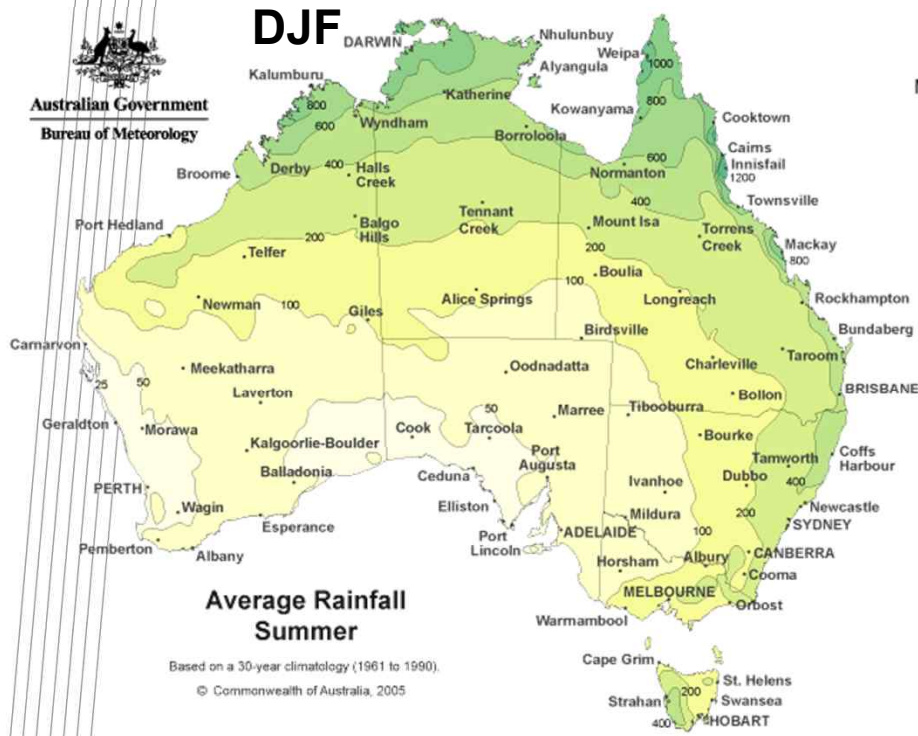 DJF
Australian Government
Bureau of Meteorology
DARWIN
Nhulunbuy
Weipa
Alyangula
1000
Kalumburu
Katherine
Kowanyama
800
800
Cooktown
600
Wyndham
Borroloola
Cairns
Innisfail
1200
600
Broome
Derby
400
Halls
Creek
Normanton
400
Townsville
Port Hedland
Balgo
Hills
Tennant
Creek
Mount Isa
Torrens
Creek
200
200
Mackay
800
Telfer
Boulia
100
Longreach
Newman
100
Giles
Alice Springs
Rockhampton
Birdsville
Bundaberg
Carnarvon
Meekatharra
Oodnadatta
Charleville
Taroom
25
50
Laverton
Bollon
BRISBANE
Geraldton
Morawa
50
Marree
Tibooburra
Cook
Tarcoola
Bourke
Kalgoorlie-Boulder
Port
Augusta
Tamworth
Coffs
Harbour
Balladonia
Ceduna
Ivanhoe
Dubbo
400
PERTH
Wagin
Elliston
Mildura
200
Newcastle
SYDNEY
Esperance
Port
Lincoln
ADELAIDE
100
Pemberton
Albany
Horsham
Albury
CANBERRA
Cooma
MELBOURNE
Orbost
Warrnambool
Average Rainfall
Summer
Based on a 30-year climatology (1961 to 1990).
© Commonwealth of Australia, 2005
Cape Grim
St. Helens
200
Strahan
Swansea
400
HOBART